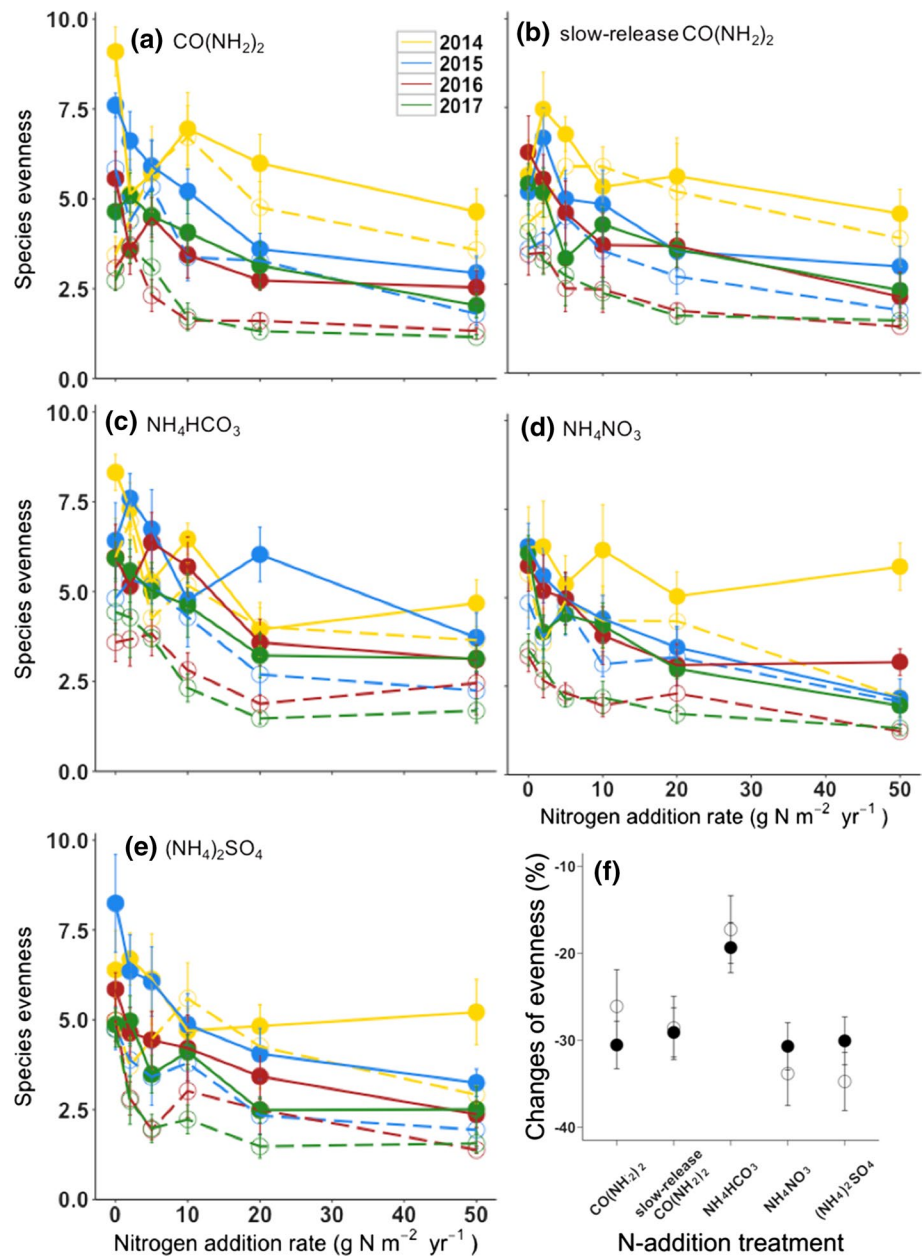 (a) CO(NH₂)₂
2014
2015
2016
2017
10.0
7.5
5.0
2.5
0.0
Species evenness
(b) slow-release CO(NH₂)₂
(c) NH₄HCO₃
10.0
7.5
5.0
2.5
0.0
Species evenness
(d) NH₄NO₃
0 10 20 30 40 50
Nitrogen addition rate (g N m⁻² yr⁻¹ )
(e) (NH₄)₂SO₄
10.0
7.5
5.0
2.5
0.0
Species evenness
0 10 20 30 40 50
Nitrogen addition rate (g N m⁻² yr⁻¹ )
(f)
-10
-20
-30
-40
Changes of evenness (%)
CO(NH₂)₂
slow-release
CO(NH₂)₂
NH₄HCO₃
NH₄NO₃
(NH₄)₂SO₄
N-addition treatment